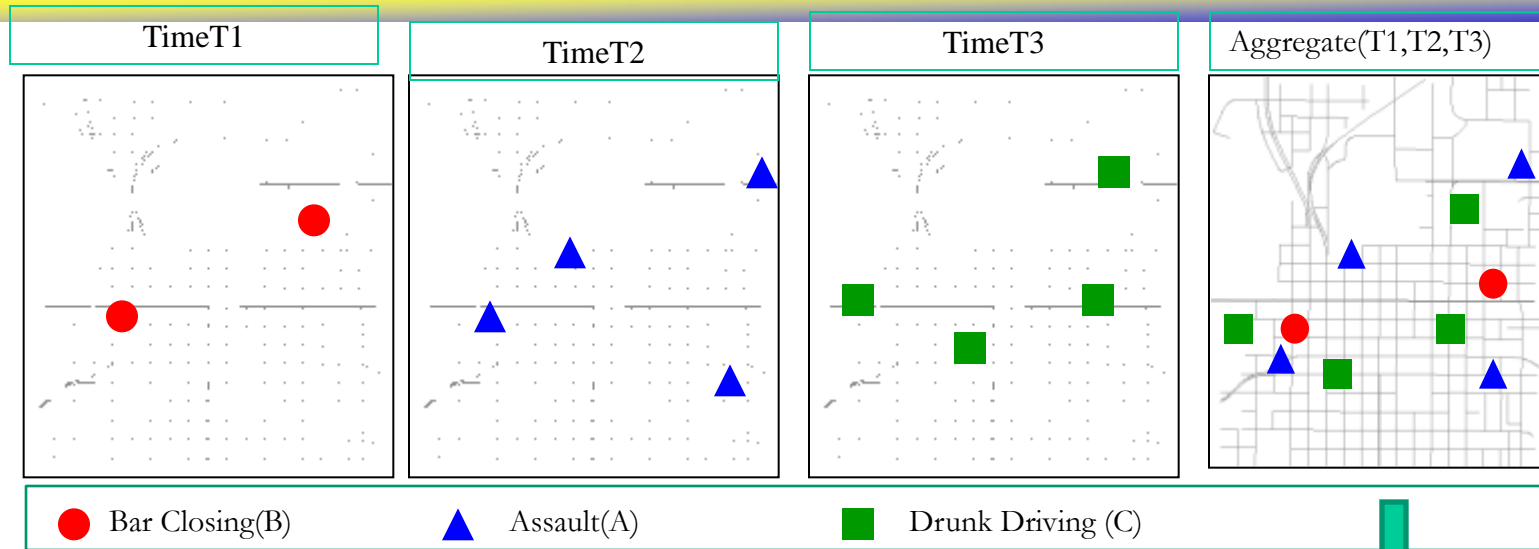 TimeT1
TimeT2
TimeT3
Aggregate(T1,T2,T3)
Bar Closing(B)
Assault(A)
Drunk Driving (C)